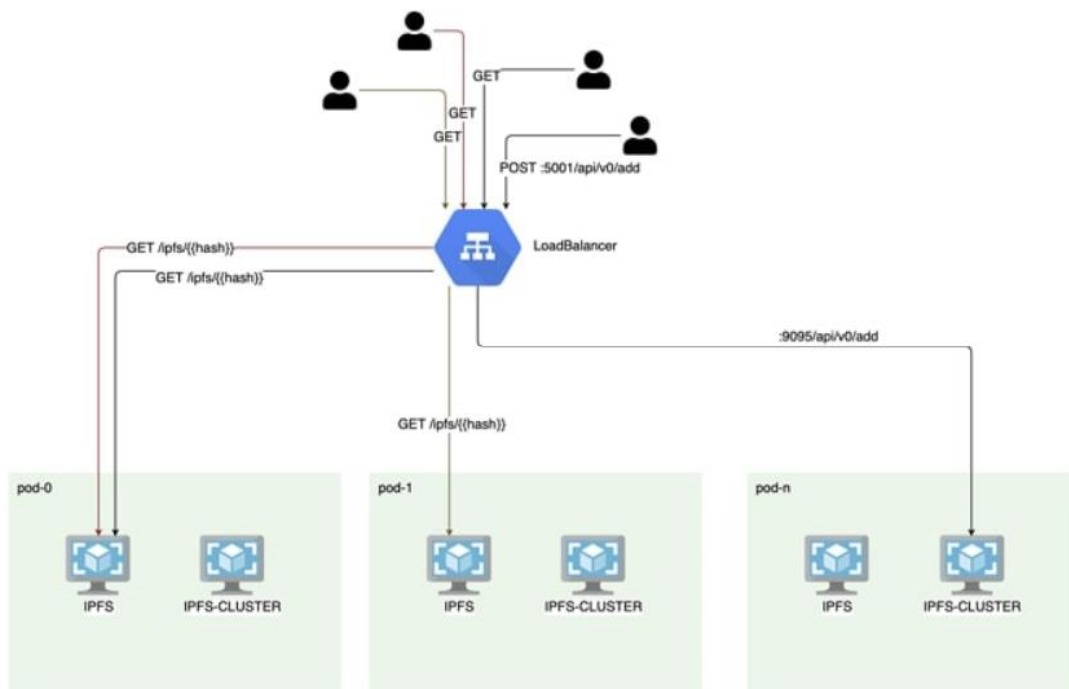 GET
GET
GET
POST :5001/api/v0/add
LoadBalancer
GET /ipfs/{{hash}}
GET /ipfs/{{hash}}
:9095/api/v0/add
GET /ipfs/{{hash}}
pod-0
IPFS
IPFS-CLUSTER
pod-1
IPFS
IPFS-CLUSTER
pod-n
IPFS
IPFS-CLUSTER